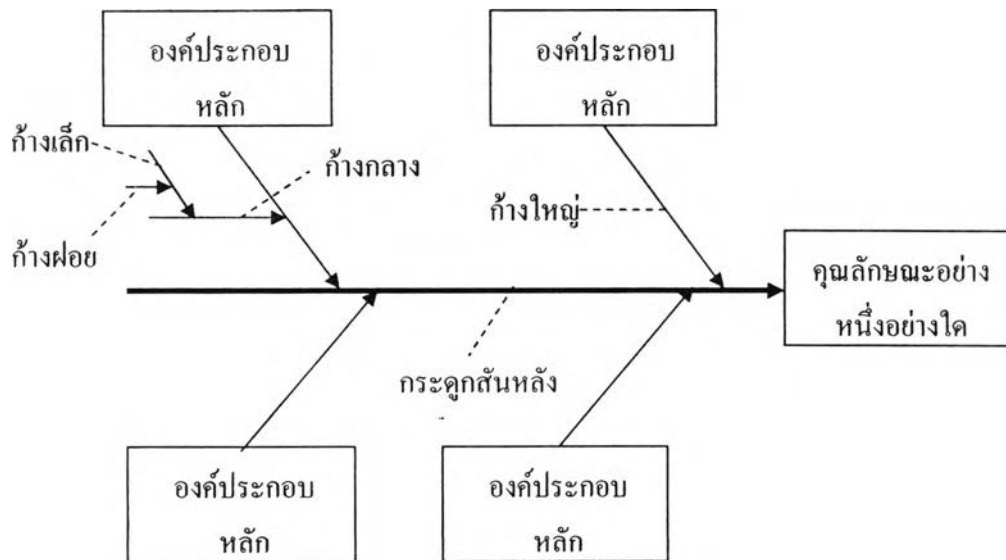 องค์ประกอบ
หลัก
องค์ประกอบ
หลัก
ก้างเล็ก
ก้างกลาง
ก้างใหญ่
ก้างฝอย
คุณลักษณะอย่าง
หนึ่งอย่างใด
กระดูกสันหลัง
องค์ประกอบ
หลัก
องค์ประกอบ
หลัก